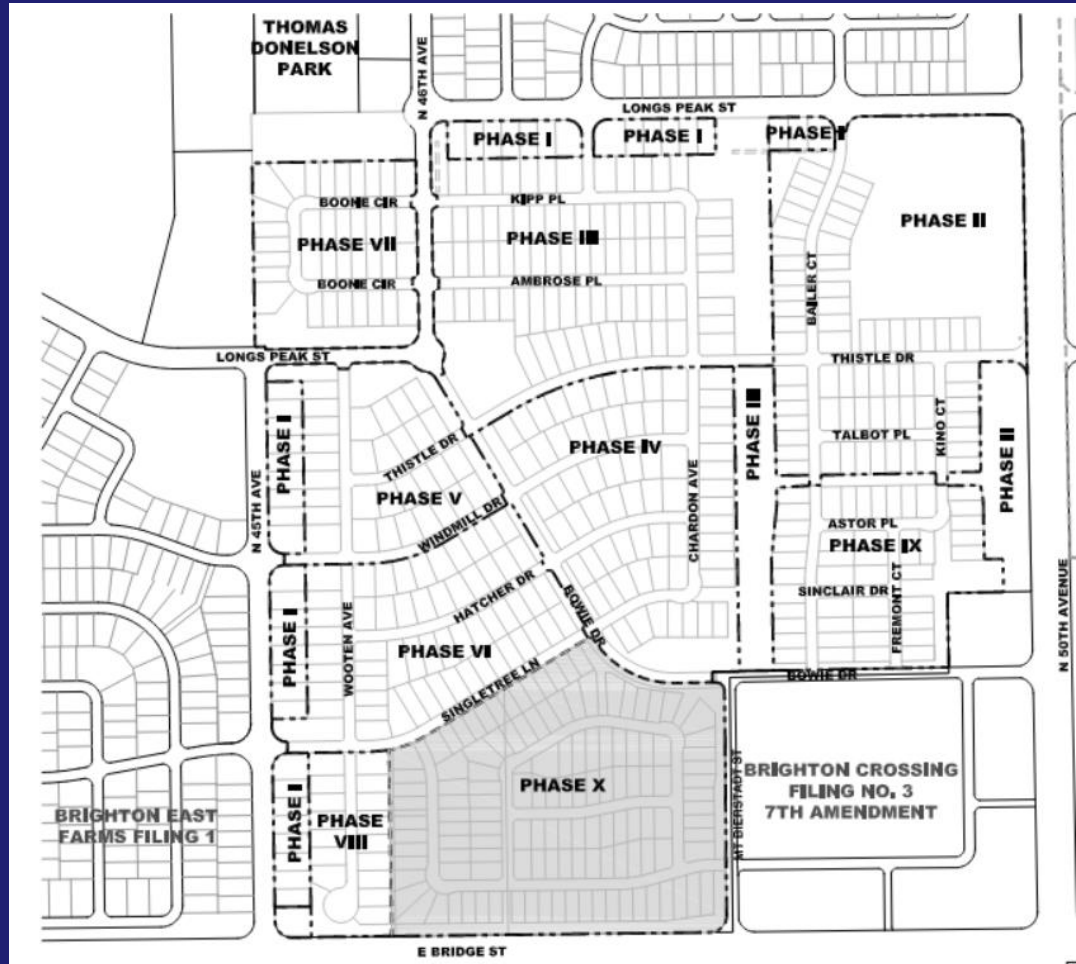 THOMAS
DONELSON
PARK
N 46TH AVE
LONGS PEAK ST
PHASE I
PHASE I
PHASE I
BOONE CIR
KIPP PL
PHASE II
PHASE VII
PHASE III
BAILER CT
BOONE CIR
AMBROSE PL
LONGS PEAK ST
THISTLE DR
PHASE I
THISTLE DR
PHASE IV
PHASE III
TALBOT PL
KINO CT
PHASE II
N 45TH AVE
PHASE V
WINDMILL DR
CHARDON AVE
ASTOR PL
PHASE IX
HATCHER DR
BOWIE DR
SINCLAIR DR
FREMONT CT
N 50TH AVENUE
PHASE I
WOOTEN AVE
PHASE VI
SINGLETREE LN
BOWIE DR
PHASE X
MT BIERSTADT ST
BRIGHTON CROSSING
FILING NO. 3
7TH AMENDMENT
BRIGHTON EAST
FARMS FILING 1
PHASE I
PHASE
VIII
E BRIDGE ST